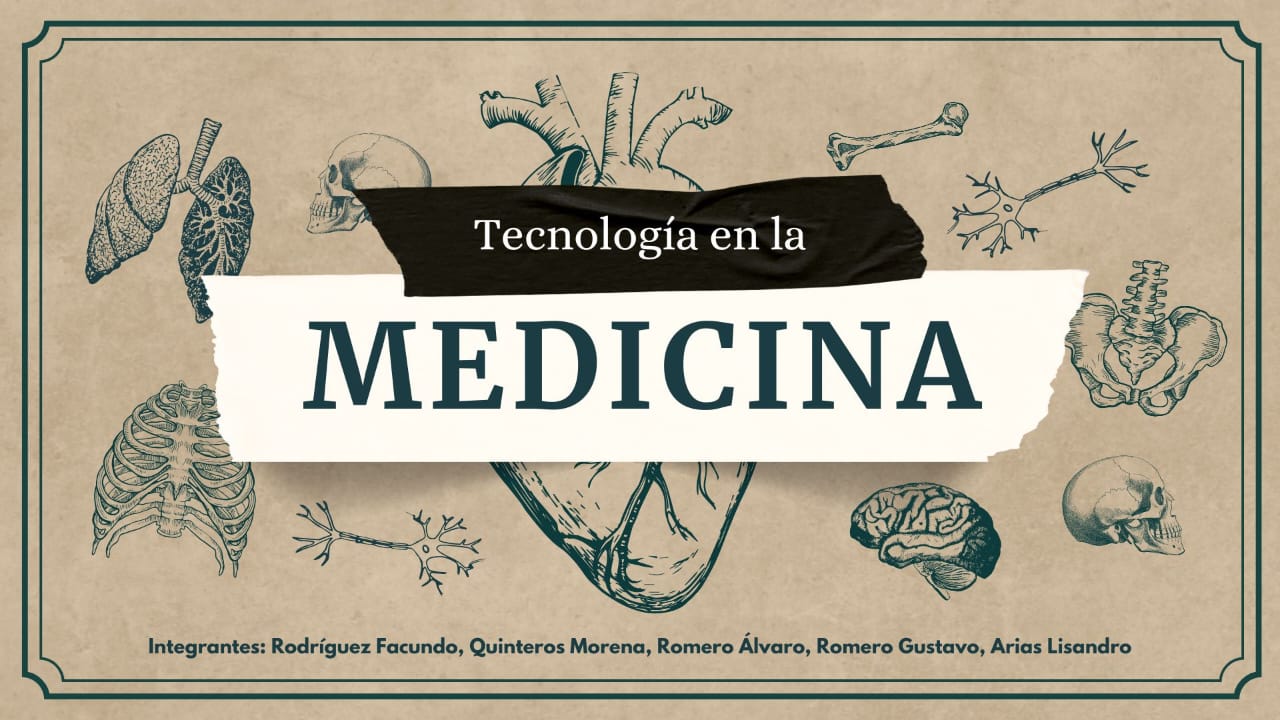 Tecnología en la
MEDICINA
Integrantes: Rodríguez Facundo, Quinteros Morena, Romero Álvaro, Romero Gustavo, Arias Lisandro